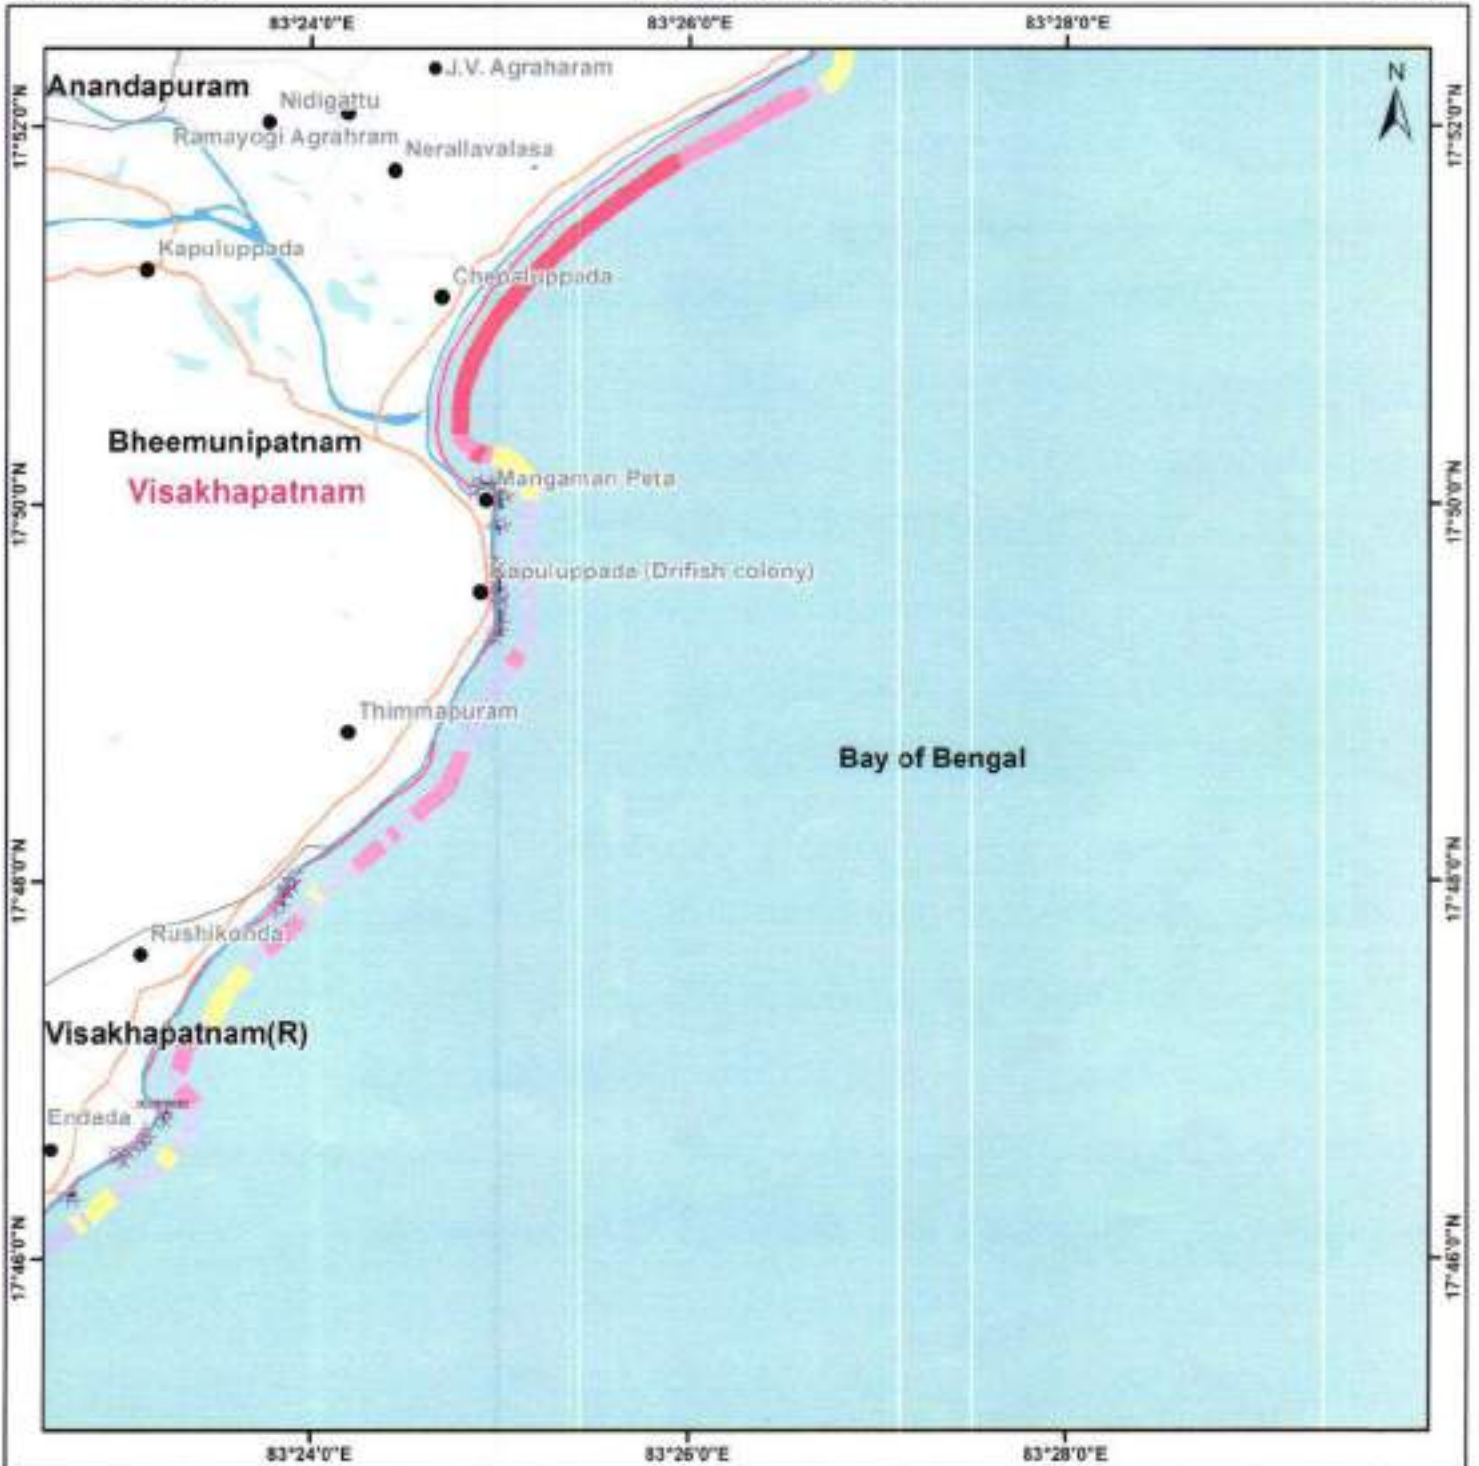 83°24'0"E
83°26'0"E
83°28'0"E
J.V. Agraharam
N
Anandapuram
Nidigattu
17°52'0"N
17°52'0"N
Ramayogi Agrahram
Nerallavalasa
Kapuluppada
Chepaluppada
Bheemunipatnam
Visakhapatnam
Mangamari Peta
17°50'0"N
17°50'0"N
Kapuluppada (Drifish colony)
Thimmapuram
Bay of Bengal
17°48'0"N
17°48'0"N
Rushikonda
Visakhapatnam(R)
Endada
17°46'0"N
17°46'0"N
83°24'0"E
83°26'0"E
83°28'0"E